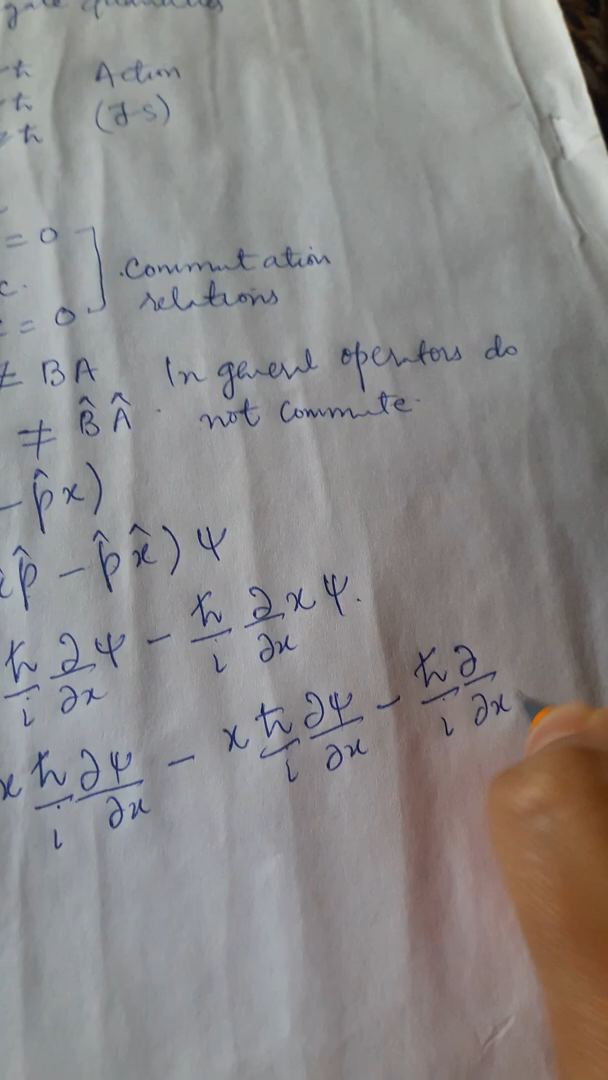 ħ Action
ħ (J-S)
ħ
= 0
c. Commutation
= 0 relations
≠ BA In general operators do
≠ B̂Â not commute.
- p̂x)
p̂ - p̂x̂)ψ
ħ/i ∂/∂x ψ - ħ/i ∂/∂x xψ.
x ħ/i ∂ψ/∂x - x ħ/i ∂ψ/∂x - ħ/i ∂/∂x